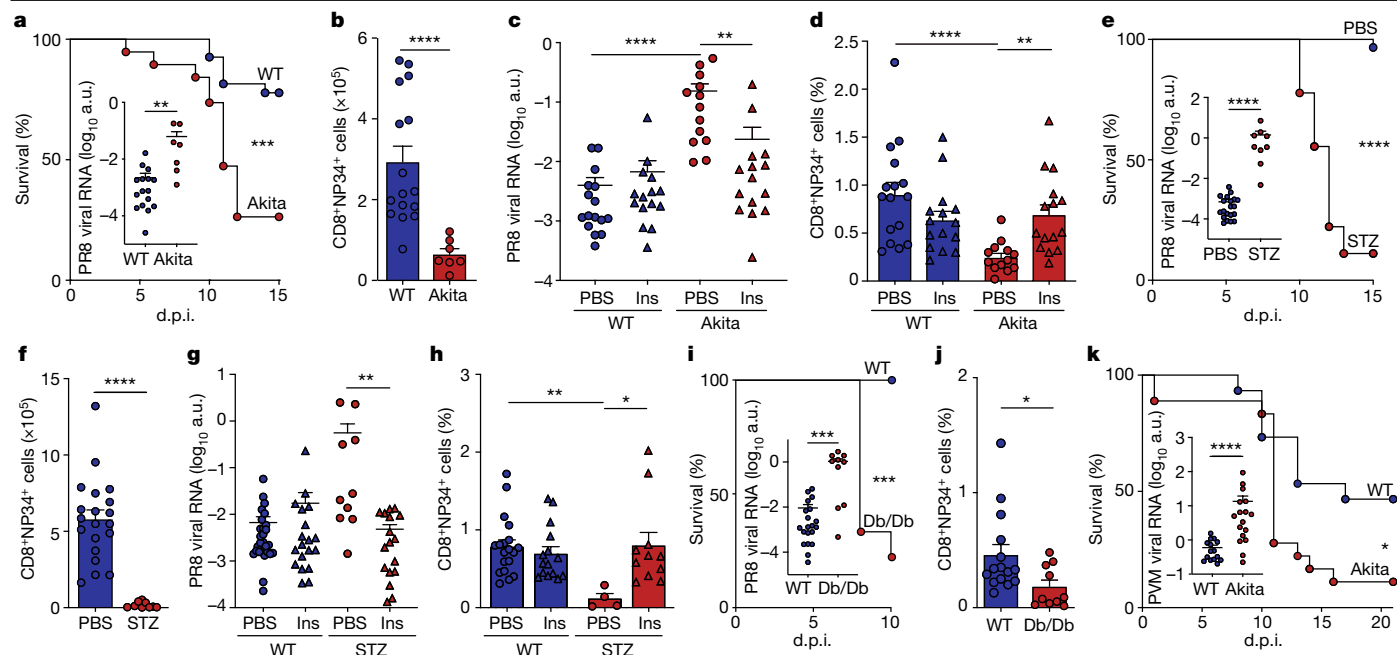 a
Survival (%)
100
50
0
0
5
10
15
d.p.i.
WT
Akita
***
PR8 viral RNA (log10 a.u.)
0
−2
−4
**
WT Akita
b
CD8+NP34+ cells (×10⁵)
6
4
2
0
****
WT
Akita
c
PR8 viral RNA (log10 a.u.)
0
−1
−2
−3
−4
****
**
PBS Ins PBS Ins
WT Akita
d
CD8+NP34+ cells (%)
2.5
2.0
1.5
1.0
0.5
0
****
**
PBS Ins PBS Ins
WT Akita
e
Survival (%)
100
50
0
0
5
10
15
d.p.i.
PBS
STZ
****
PR8 viral RNA (log10 a.u.)
2
0
−2
−4
****
PBS STZ
f
CD8+NP34+ cells (×10⁵)
15
10
5
0
****
PBS STZ
g
PR8 viral RNA (log10 a.u.)
1
0
−1
−2
−3
−4
**
PBS Ins PBS Ins
WT STZ
h
CD8+NP34+ cells (%)
3
2
1
0
**
*
PBS Ins PBS Ins
WT STZ
i
Survival (%)
100
50
0
0
5
10
d.p.i.
WT
Db/Db
***
PR8 viral RNA (log10 a.u.)
0
−2
−4
***
WT Db/Db
j
CD8+NP34+ cells (%)
2
1
0
*
WT Db/Db
k
Survival (%)
100
75
50
25
0
0
5
10
15
20
d.p.i.
WT
Akita
*
PVM viral RNA (log10 a.u.)
3
2
1
0
−1
****
WT Akita